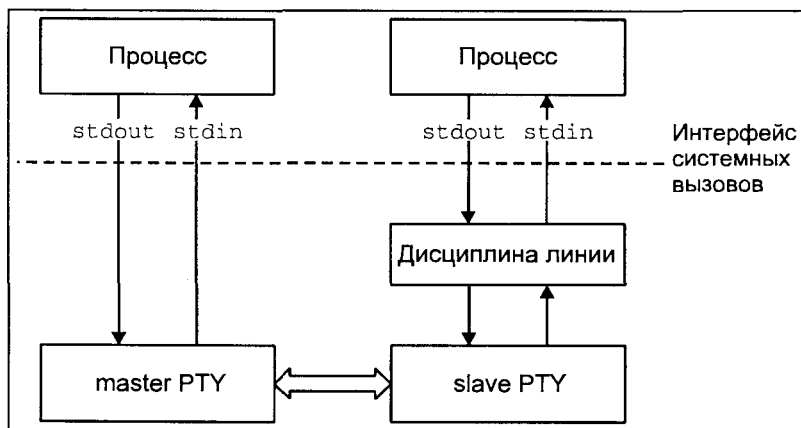 Процесс
Процесс
stdout stdin
stdout stdin
Интерфейс
системных
вызовов
Дисциплина линии
master PTY
slave PTY